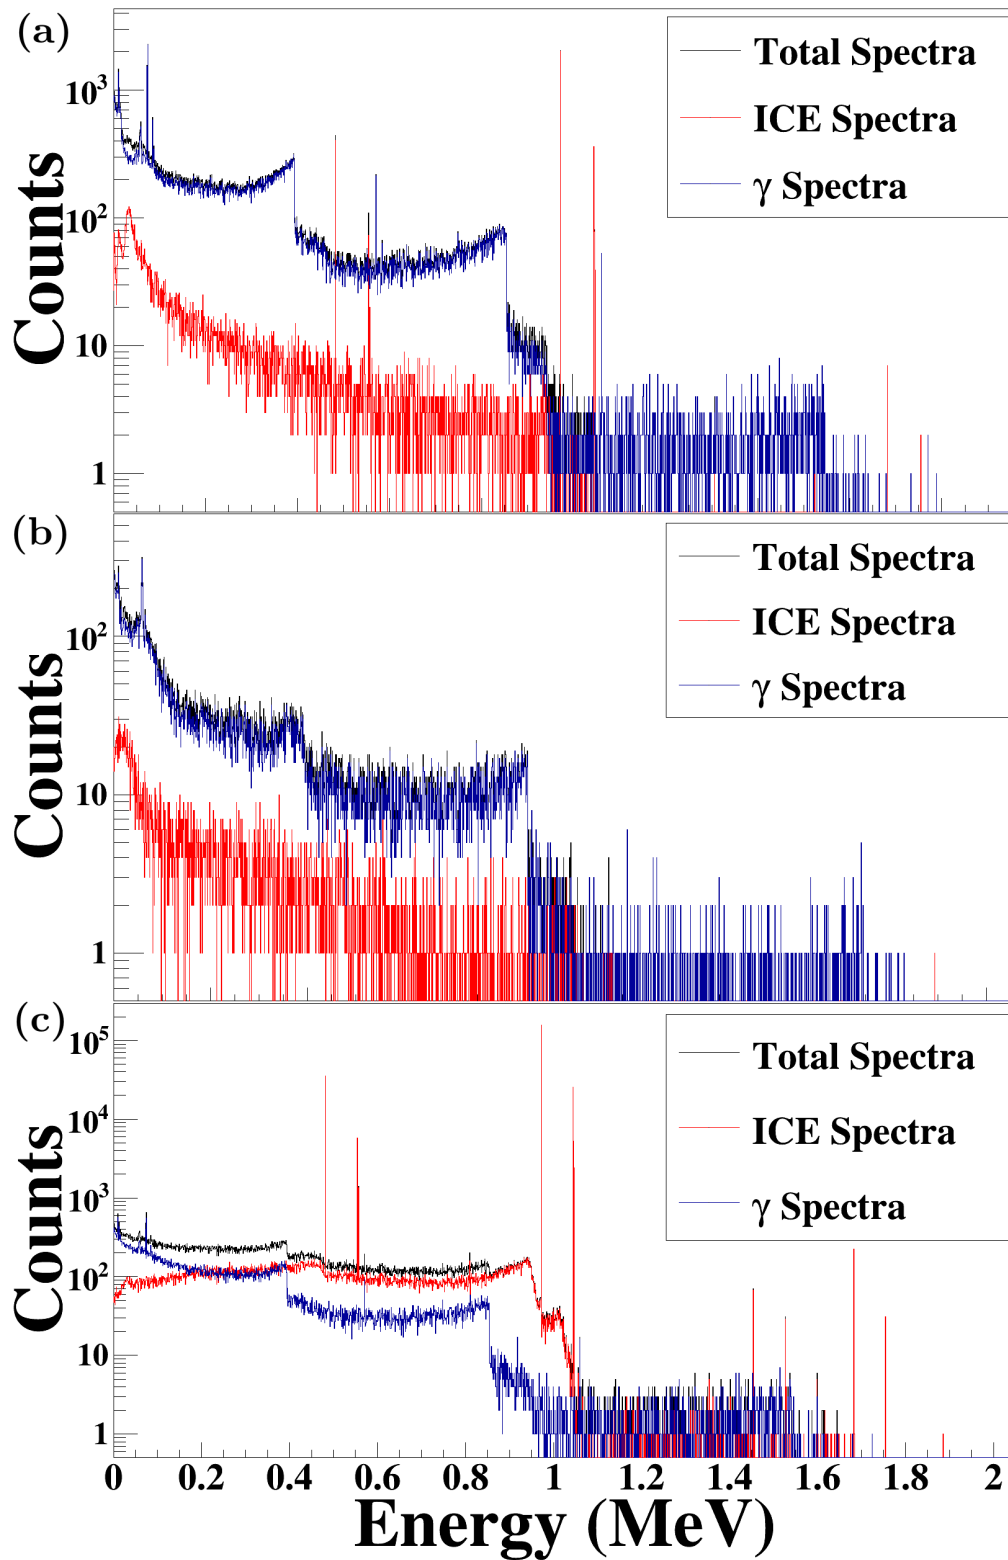 (a)
Total Spectra
ICE Spectra
γ Spectra
Counts
10³
10²
10
1
(b)
Total Spectra
ICE Spectra
γ Spectra
Counts
10²
10
1
(c)
Total Spectra
ICE Spectra
γ Spectra
Counts
10⁵
10⁴
10³
10²
10
1
0 0.2 0.4 0.6 0.8 1 1.2 1.4 1.6 1.8 2
Energy (MeV)